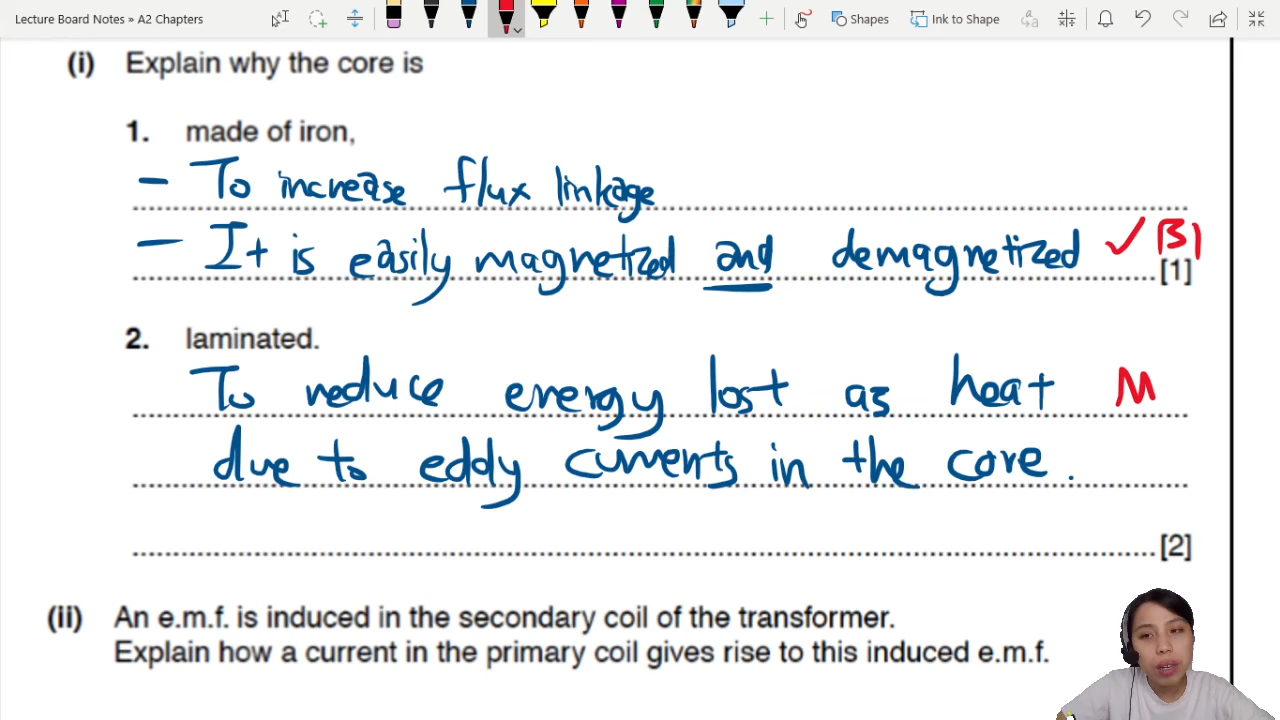 Lecture Board Notes » A2 Chapters
Shapes
Ink to Shape
(i) Explain why the core is
1. made of iron,
– To increase flux linkage
– It is easily magnetized and demagnetized ✓ B1
[1]
2. laminated.
To reduce energy lost as heat M
due to eddy currents in the core.
[2]
(ii) An e.m.f. is induced in the secondary coil of the transformer.
Explain how a current in the primary coil gives rise to this induced e.m.f.